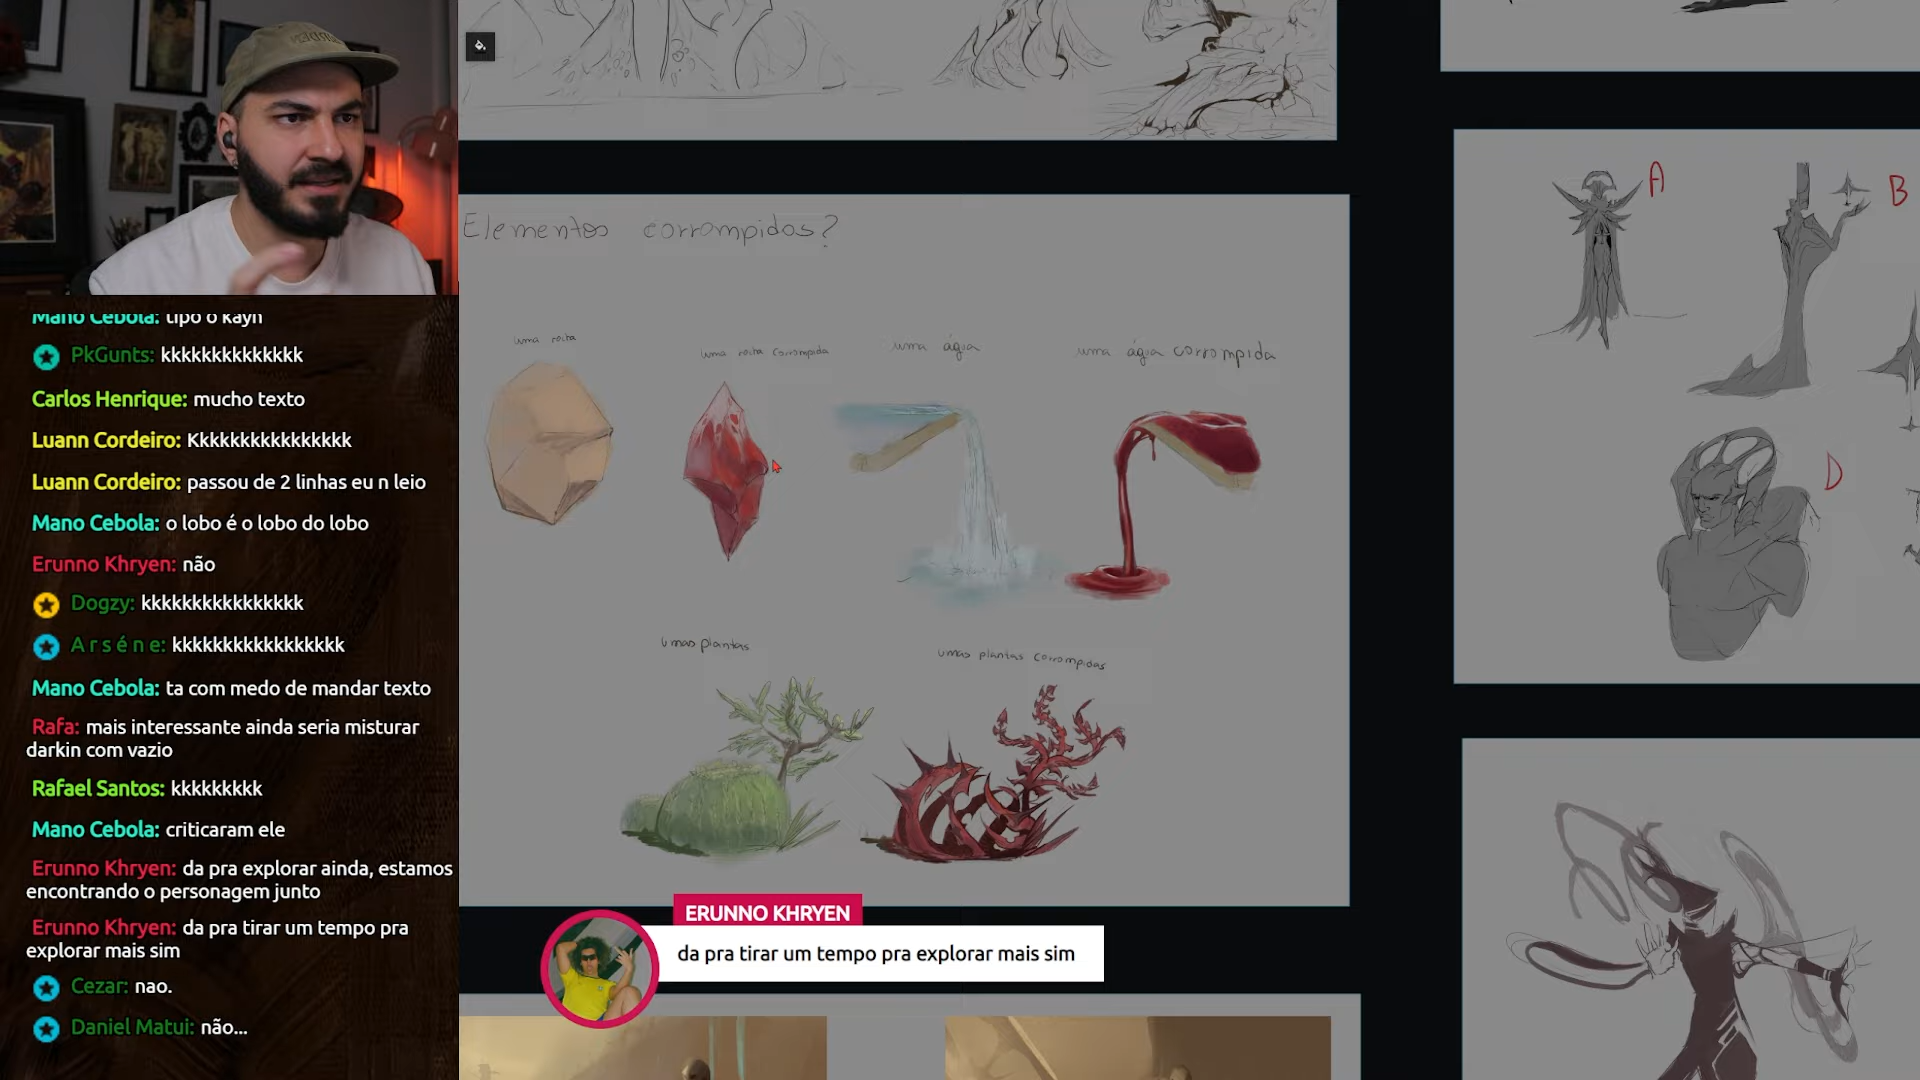 Mano Cebola: tipo o kayn
PkGunts: kkkkkkkkkkkkkk
Carlos Henrique: mucho texto
Luann Cordeiro: Kkkkkkkkkkkkkkkk
Luann Cordeiro: passou de 2 linhas eu n leio
Mano Cebola: o lobo é o lobo do lobo
Erunno Khryen: não
Dogzy: kkkkkkkkkkkkkkkk
A r s é n e: kkkkkkkkkkkkkkkkk
Mano Cebola: ta com medo de mandar texto
Rafa: mais interessante ainda seria misturar
darkin com vazio
Rafael Santos: kkkkkkkkk
Mano Cebola: criticaram ele
Erunno Khryen: da pra explorar ainda, estamos
encontrando o personagem junto
Erunno Khryen: da pra tirar um tempo pra
explorar mais sim
Cezar: nao.
Daniel Matui: não...
Elementos corrompidos?
uma rocha
uma rocha corrompida
uma água
uma água corrompida
umas plantas
umas plantas corrompidas
ERUNNO KHRYEN
da pra tirar um tempo pra explorar mais sim
A
B
D